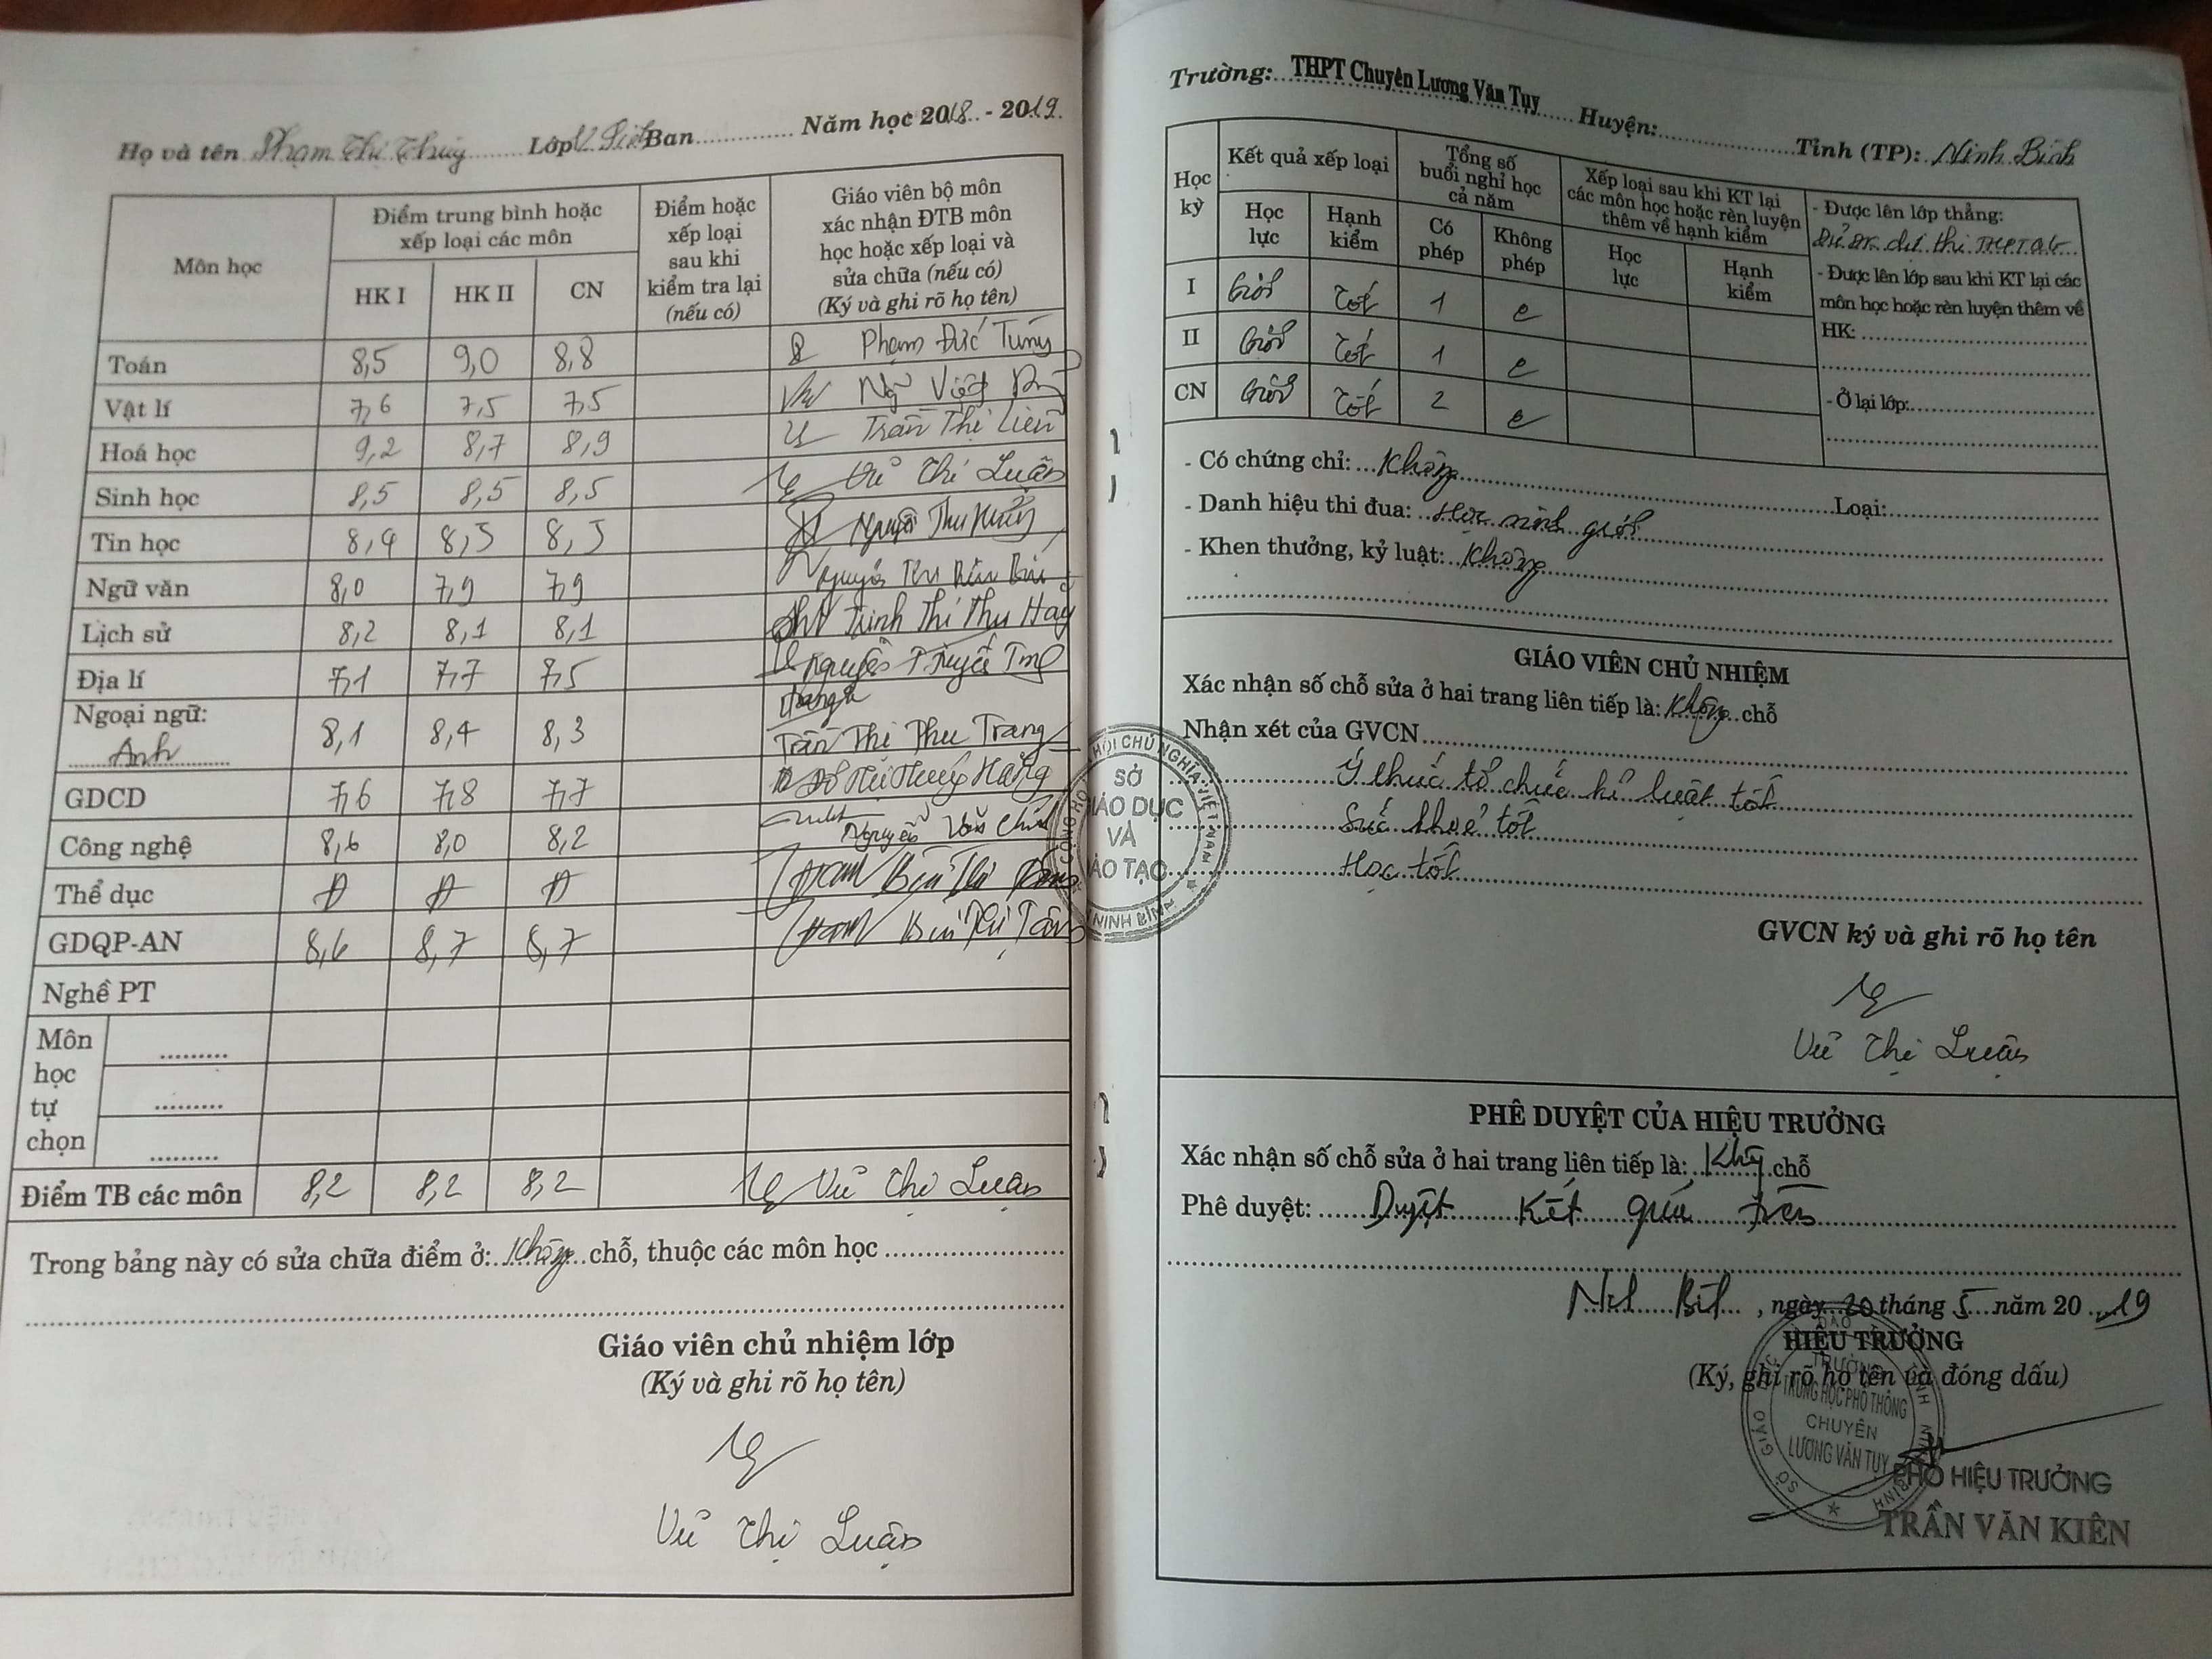 Họ và tên Phạm Thị Thúy Lớp 12 Sinh Ban Năm học 2018 - 2019
Môn học
Điểm trung bình hoặc xếp loại các môn
HK I HK II CN
Điểm hoặc xếp loại sau khi kiểm tra lại (nếu có)
Giáo viên bộ môn xác nhận ĐTB môn học hoặc xếp loại và sửa chữa (nếu có) (Ký và ghi rõ họ tên)
Toán 8,5 9,0 8,8 Phạm Đức Tùng
Vật lí 7,6 7,5 7,5 Việt
Hoá học 9,2 8,7 8,9 Trần Thị Liên
Sinh học 8,5 8,5 8,5 Vũ Thị Luận
Tin học 8,4 8,5 8,5 Nguyễn Thu
Ngữ văn 8,0 7,9 7,9 Nguyễn
Lịch sử 8,2 8,1 8,1 Trịnh Thị Thu
Địa lí 7,1 7,7 7,5 Nguyễn
Ngoại ngữ: Anh 8,1 8,4 8,3 Trần Thị Thu Trang
GDCD 7,6 7,8 7,7 Hằng
Công nghệ 8,6 8,0 8,2 Nguyễn Văn
Thể dục Đ Đ Đ Bùi Thị
GDQP-AN 8,6 8,7 8,7 Bùi Thị
Nghề PT
Môn học tự chọn
Điểm TB các môn 8,2 8,2 8,2 Vũ Thị Luận
Trong bảng này có sửa chữa điểm ở: Không chỗ, thuộc các môn học
Giáo viên chủ nhiệm lớp
(Ký và ghi rõ họ tên)
Vũ Thị Luận
Trường: THPT Chuyên Lương Văn Tụy Huyện: Tỉnh (TP): Ninh Bình
Học kỳ
Kết quả xếp loại
Học lực Hạnh kiểm
Tổng số buổi nghỉ học cả năm
Có phép Không phép
Xếp loại sau khi KT lại các môn học hoặc rèn luyện thêm về hạnh kiểm
Học lực Hạnh kiểm
I Giỏi Tốt 1
II Giỏi Tốt 1
CN Giỏi Tốt 2
- Được lên lớp thẳng:
Đủ ĐK dự thi THPT QG
- Được lên lớp sau khi KT lại các
môn học hoặc rèn luyện thêm về
HK:
- Ở lại lớp:
- Có chứng chỉ: Không Loại:
- Danh hiệu thi đua: Học sinh giỏi
- Khen thưởng, kỷ luật: Không
GIÁO VIÊN CHỦ NHIỆM
Xác nhận số chỗ sửa ở hai trang liên tiếp là: Không chỗ
Nhận xét của GVCN
Ý thức tổ chức kỉ luật tốt
Sức khoẻ tốt
Học tốt
CỘNG HÒA XÃ HỘI CHỦ NGHĨA VIỆT NAM
SỞ
GIÁO DỤC
VÀ
ĐÀO TẠO
NINH BÌNH
GVCN ký và ghi rõ họ tên
Vũ Thị Luận
PHÊ DUYỆT CỦA HIỆU TRƯỞNG
Xác nhận số chỗ sửa ở hai trang liên tiếp là: Không chỗ
Phê duyệt: Duyệt kết quả trên
Ninh Bình, ngày 20 tháng 5 năm 2019
HIỆU TRƯỞNG
(Ký, ghi rõ họ tên và đóng dấu)
TRƯỜNG
TRUNG HỌC PHỔ THÔNG
CHUYÊN
LƯƠNG VĂN TỤY
PHÓ HIỆU TRƯỞNG
TRẦN VĂN KIÊN